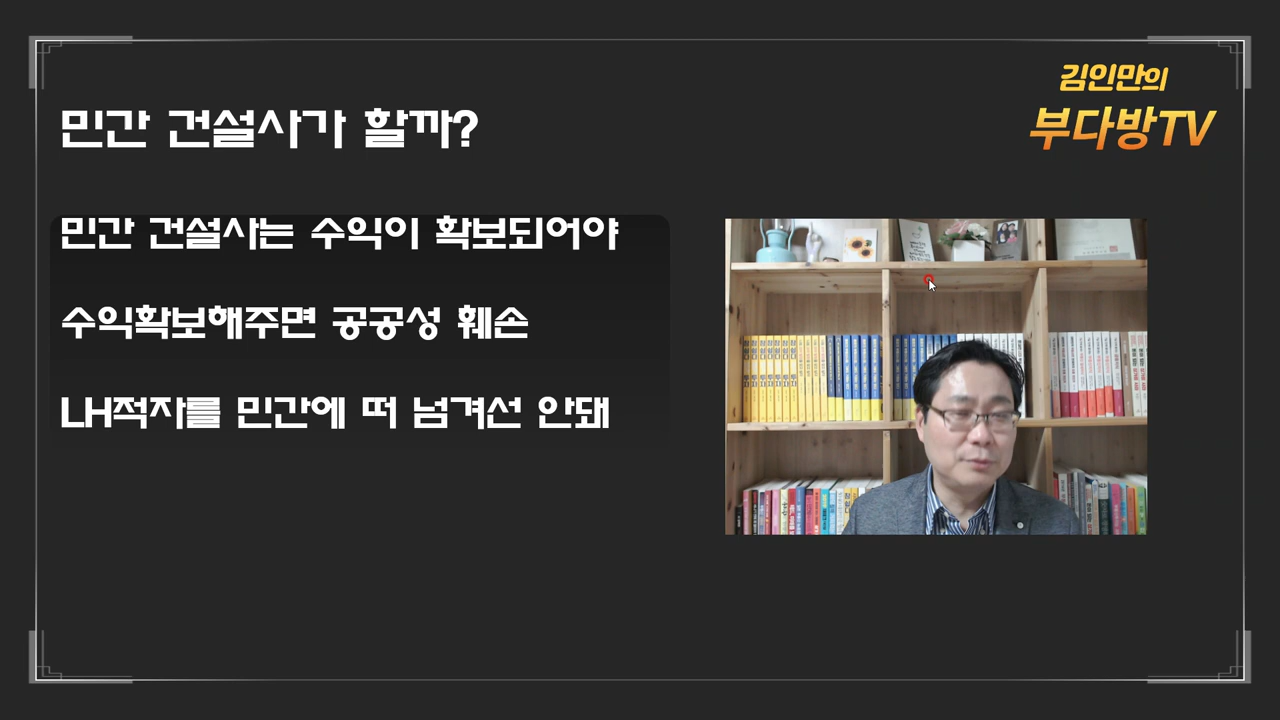 김인만의
부다방TV
민간 건설사가 할까?
민간 건설사는 수익이 확보되어야
수익확보해주면 공공성 훼손
LH적자를 민간에 떠 넘겨선 안돼